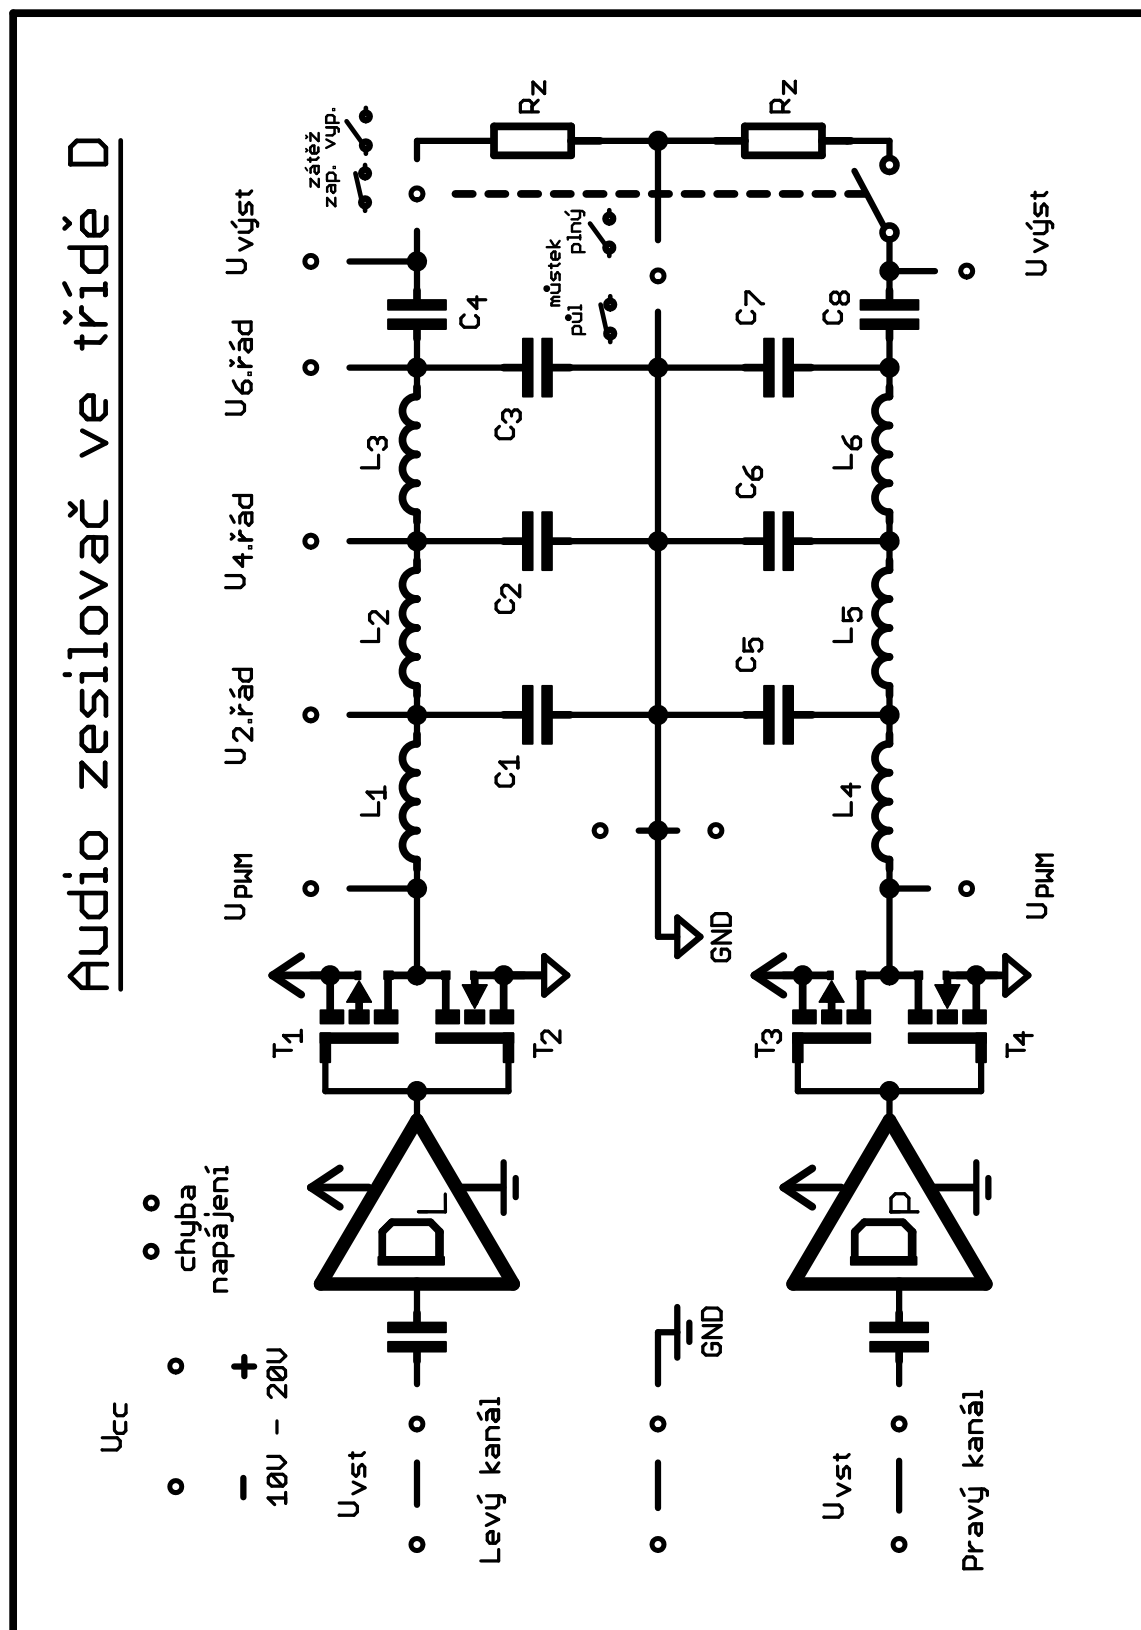 Audio zesilovač ve třídě D
Ucc
- +
10V - 20V
chyba
napájení
UPWM
U2.řád
U4.řád
U6.řád
Uvýst
zátěž
zap. vyp.
Uvst
Levý kanál
D
L
T1
T2
L1
L2
L3
C1
C2
C3
C4
Rz
můstek
půl plný
GND
GND
Uvst
Pravý kanál
D
P
T3
T4
C5
C6
C7
C8
Rz
L4
L5
L6
UPWM
Uvýst